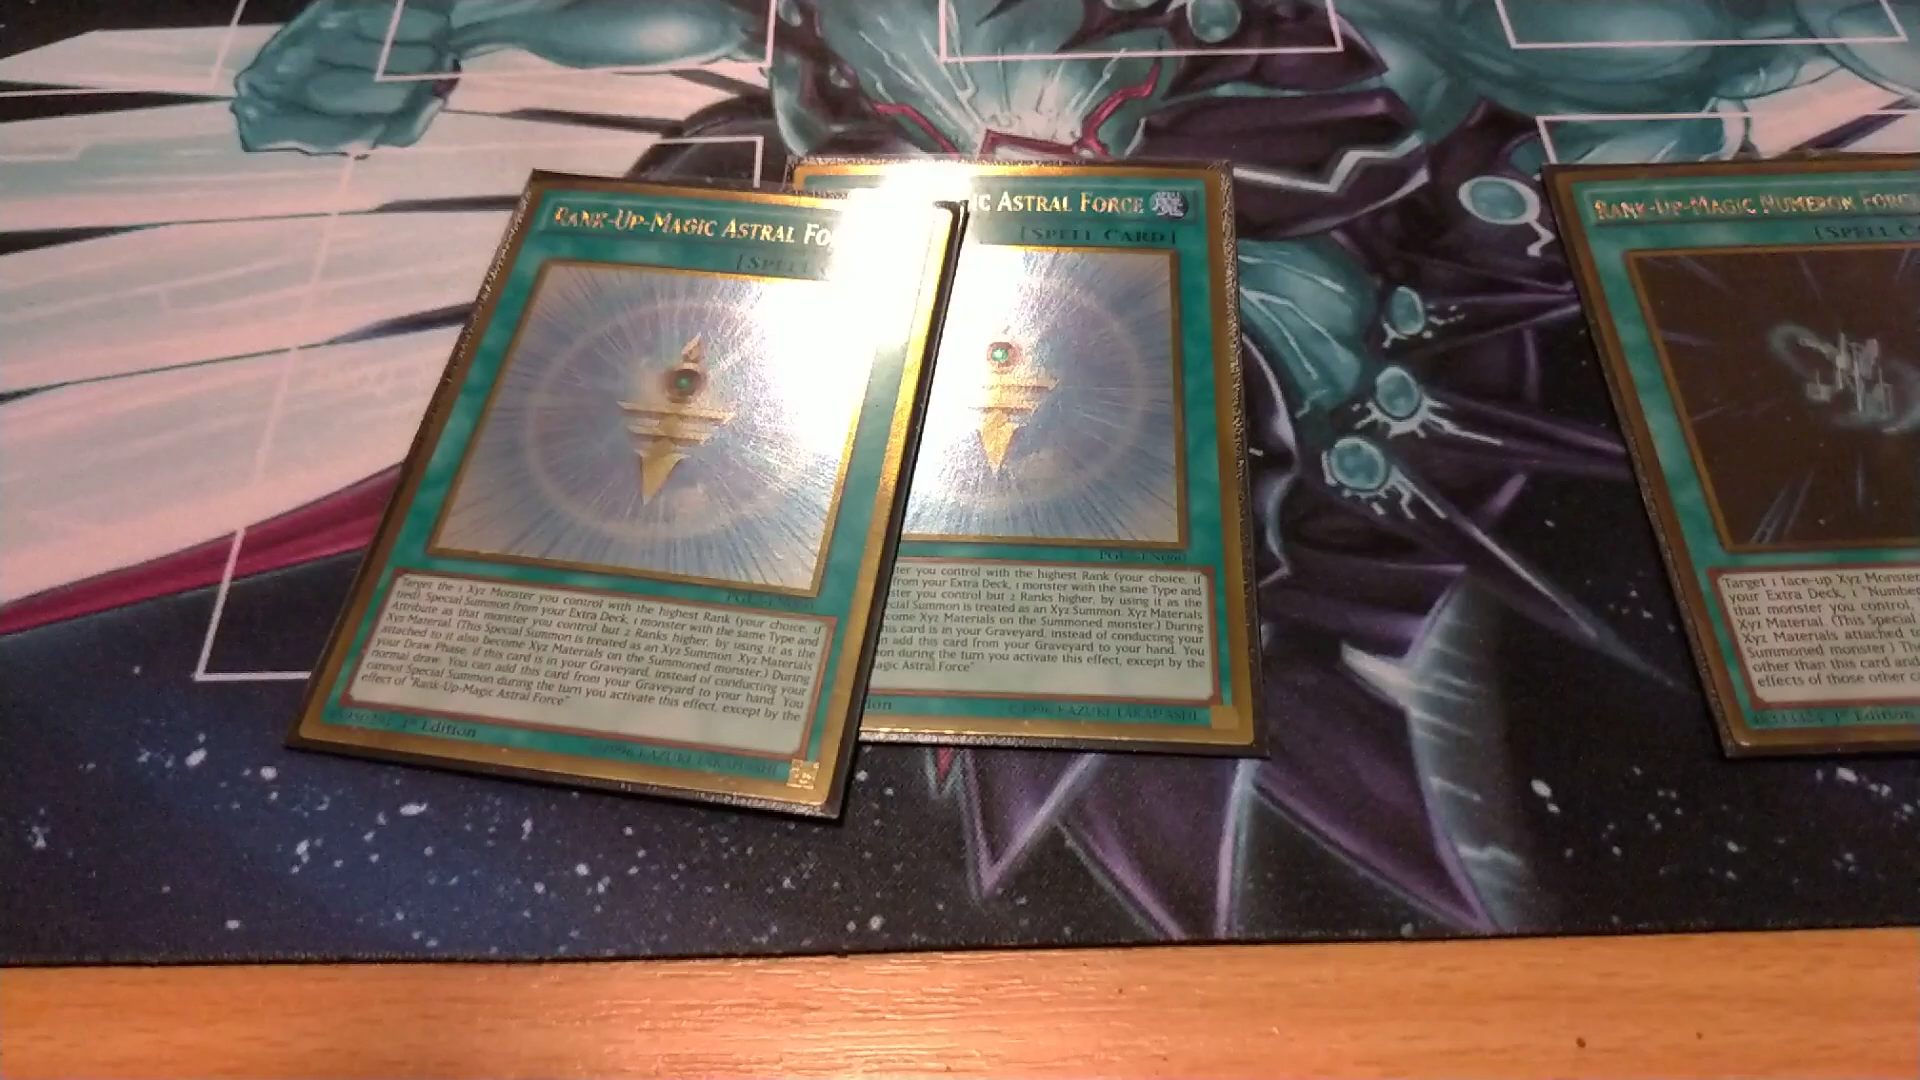 RANK-UP-MAGIC ASTRAL FO
[SPELL
Target the 1 Xyz Monster you control with the highest Rank (your choice, if
tied) Special Summon from your Extra Deck, 1 monster with the same Type and
Attribute as that monster you control but 2 Ranks higher, by using it as the
Xyz Material. (This Special Summon is treated as an Xyz Summon. Xyz Materials
attached to it also become Xyz Materials on the Summoned monster.) During
your Draw Phase, if this card is in your Graveyard, instead of conducting your
normal draw. You can add this card from your Graveyard to your hand. You
cannot Special Summon during the turn you activate this effect, except by the
effect of "Rank-Up-Magic Astral Force"
1st Edition
©1996 KAZUKI TAKAHASHI
IC ASTRAL FORCE
[SPELL CARD]
ster you control with the highest Rank (your choice, if
from your Extra Deck, 1 monster with the same Type and
ster you control but 2 Ranks higher, by using it as the
cial Summon is treated as an Xyz Summon. Xyz Materials
come Xyz Materials on the Summoned monster.) During
his card is in your Graveyard, instead of conducting your
n add this card from your Graveyard to your hand. You
on during the turn you activate this effect, except by the
agic Astral Force"
ion
©1996 KAZUKI TAKAHASHI
RANK-UP-MAGIC NUMERON FORC
[SPELL C
Target 1 face-up Xyz Monster
your Extra Deck, 1 "Number
that monster you control,
Xyz Material. (This Special
Xyz Materials attached to
Summoned monster.) The
other than this card and
effects of those other c
1st Edition